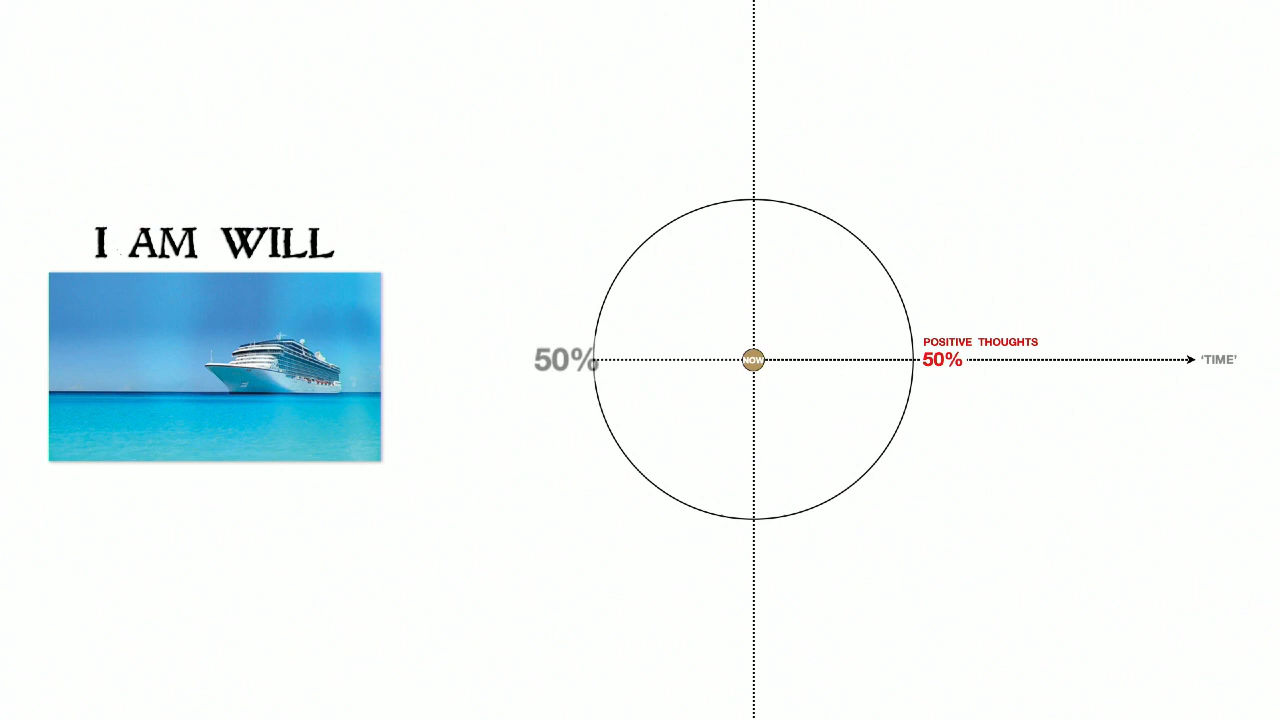 I AM WILL
50%
NOW
POSITIVE THOUGHTS
50%
‘TIME’